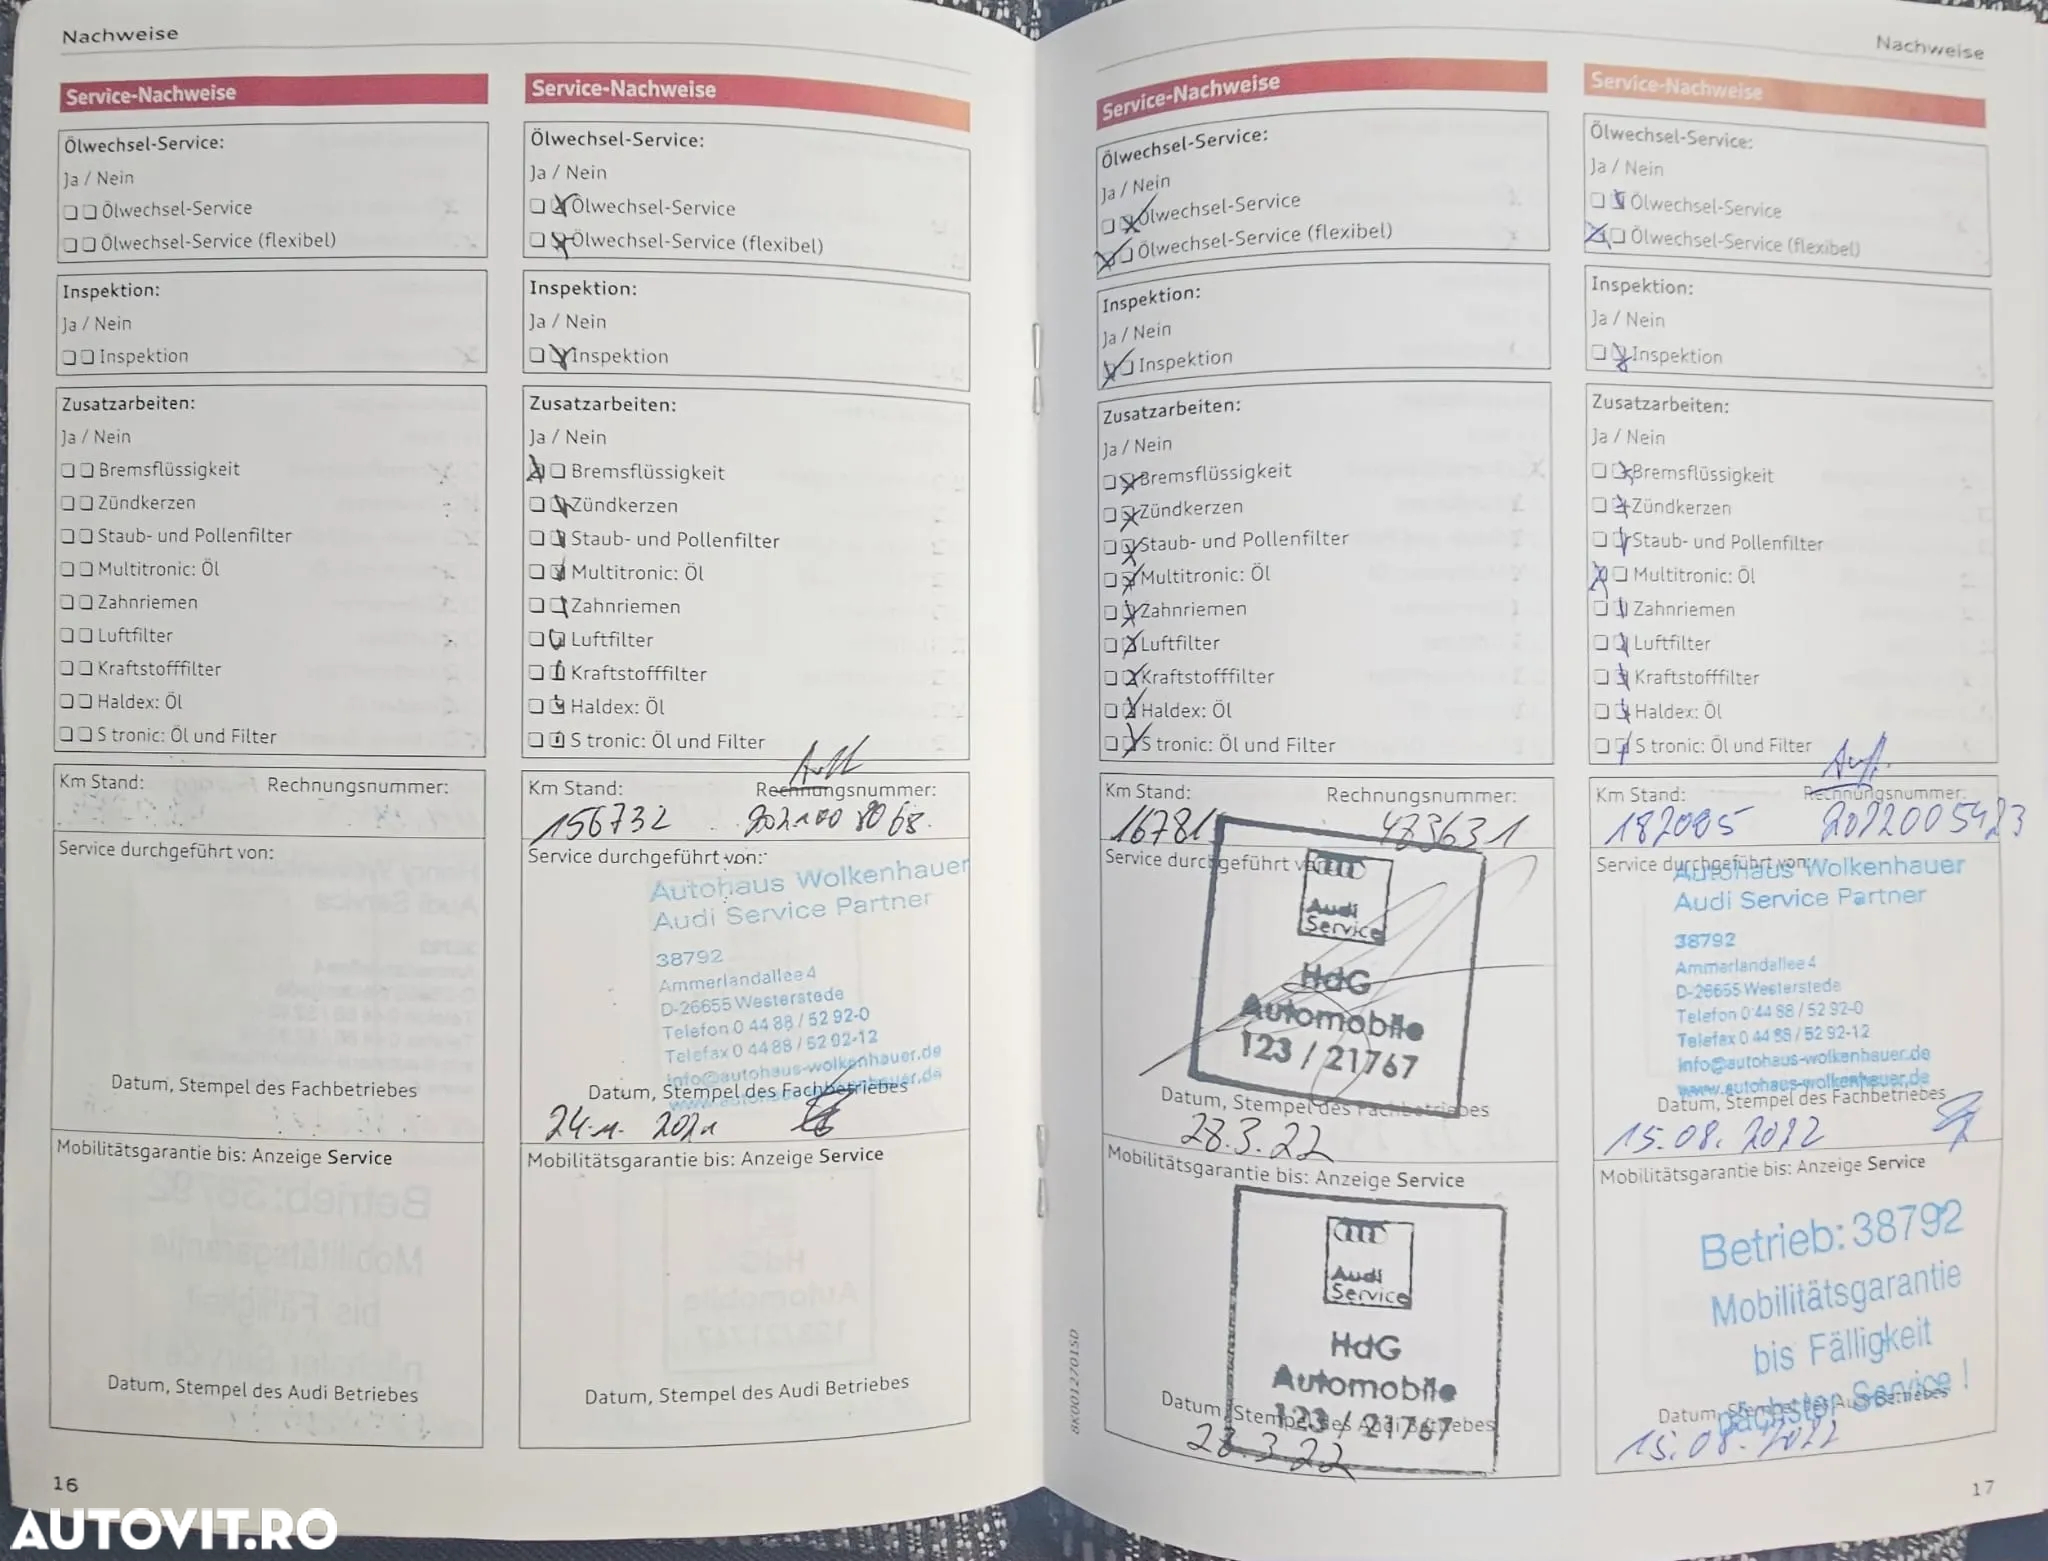 Nachweise
Service-Nachweise
Ölwechsel-Service:
Ja / Nein
Ölwechsel-Service
Ölwechsel-Service (flexibel)
Inspektion:
Ja / Nein
Inspektion
Zusatzarbeiten:
Ja / Nein
Bremsflüssigkeit
Zündkerzen
Staub- und Pollenfilter
Multitronic: Öl
Zahnriemen
Luftfilter
Kraftstofffilter
Haldex: Öl
S tronic: Öl und Filter
Km Stand: Rechnungsnummer:
Service durchgeführt von:
Datum, Stempel des Fachbetriebes
Mobilitätsgarantie bis: Anzeige Service
Datum, Stempel des Audi Betriebes
16
Service-Nachweise
Ölwechsel-Service:
Ja / Nein
Ölwechsel-Service
Ölwechsel-Service (flexibel)
Inspektion:
Ja / Nein
Inspektion
Zusatzarbeiten:
Ja / Nein
Bremsflüssigkeit
Zündkerzen
Staub- und Pollenfilter
Multitronic: Öl
Zahnriemen
Luftfilter
Kraftstofffilter
Haldex: Öl
S tronic: Öl und Filter
Km Stand: Rechnungsnummer:
156732
Service durchgeführt von:
Autohaus Wolkenhauer
Audi Service Partner
38792
Ammerlandallee 4
D-26655 Westerstede
Telefon 0 44 88 / 52 92-0
Telefax 0 44 88 / 52 92-12
info@autohaus-wolkenhauer.de
Datum, Stempel des Fachbetriebes
24.11. 2021
Mobilitätsgarantie bis: Anzeige Service
Datum, Stempel des Audi Betriebes
Nachweise
Service-Nachweise
Ölwechsel-Service:
Ja / Nein
Ölwechsel-Service
Ölwechsel-Service (flexibel)
Inspektion:
Ja / Nein
Inspektion
Zusatzarbeiten:
Ja / Nein
Bremsflüssigkeit
Zündkerzen
Staub- und Pollenfilter
Multitronic: Öl
Zahnriemen
Luftfilter
Kraftstofffilter
Haldex: Öl
S tronic: Öl und Filter
Km Stand: Rechnungsnummer:
473631
Service durchgeführt von:
Audi
Service
HdG
Automobile
123 / 21767
Datum, Stempel des Fachbetriebes
28.3.22
Mobilitätsgarantie bis: Anzeige Service
Audi
Service
HdG
Automobile
123 / 21767
Datum, Stempel des Audi Betriebes
28.3.22
8K0012701SD
Service-Nachweise
Ölwechsel-Service:
Ja / Nein
Ölwechsel-Service
Ölwechsel-Service (flexibel)
Inspektion:
Ja / Nein
Inspektion
Zusatzarbeiten:
Ja / Nein
Bremsflüssigkeit
Zündkerzen
Staub- und Pollenfilter
Multitronic: Öl
Zahnriemen
Luftfilter
Kraftstofffilter
Haldex: Öl
S tronic: Öl und Filter
Km Stand: Rechnungsnummer:
182005 2022005423
Service durchgeführt von:
Autohaus Wolkenhauer
Audi Service Partner
38792
Ammerlandallee 4
D-26655 Westerstede
Telefon 0 44 88 / 52 92-0
Telefax 0 44 88 / 52 92-12
info@autohaus-wolkenhauer.de
www.autohaus-wolkenhauer.de
Datum, Stempel des Fachbetriebes
15.08.2022
Mobilitätsgarantie bis: Anzeige Service
Betrieb: 38792
Mobilitätsgarantie
bis Fälligkeit
nächster Service !
Datum, Stempel des Audi Betriebes
15.08.2022
17
AUTOVIT.RO